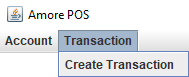 Amore POS
Account Transaction
Create Transaction